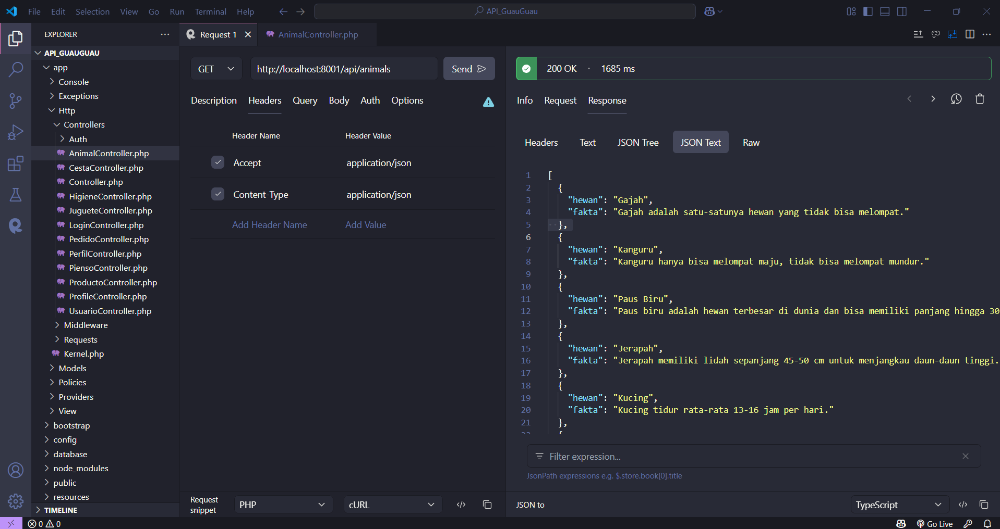 File Edit Selection View Go Run Terminal Help
API_GuauGuau
EXPLORER
API_GUAUGUAU
app
Console
Exceptions
Http
Controllers
Auth
AnimalController.php
CestaController.php
Controller.php
HigieneController.php
JugueteController.php
LoginController.php
PedidoController.php
PerfilController.php
PiensoController.php
ProductoController.php
ProfileController.php
UsuarioController.php
Middleware
Requests
Kernel.php
Models
Policies
Providers
View
bootstrap
config
database
node_modules
public
resources
TIMELINE
Request 1 AnimalController.php
GET http://localhost:8001/api/animals Send
Description Headers Query Body Auth Options
Header Name Header Value
Accept application/json
Content-Type application/json
Add Header Name Add Value
Request snippet PHP cURL
200 OK · 1685 ms
Info Request Response
Headers Text JSON Tree JSON Text Raw
1 [
2 {
3 "hewan": "Gajah",
4 "fakta": "Gajah adalah satu-satunya hewan yang tidak bisa melompat."
5 },
6 {
7 "hewan": "Kanguru",
8 "fakta": "Kanguru hanya bisa melompat maju, tidak bisa melompat mundur."
9 },
10 {
11 "hewan": "Paus Biru",
12 "fakta": "Paus biru adalah hewan terbesar di dunia dan bisa memiliki panjang hingga 30
13 },
14 {
15 "hewan": "Jerapah",
16 "fakta": "Jerapah memiliki lidah sepanjang 45-50 cm untuk menjangkau daun-daun tinggi.
17 },
18 {
19 "hewan": "Kucing",
20 "fakta": "Kucing tidur rata-rata 13-16 jam per hari."
21 },
Filter expression...
JsonPath expressions e.g. $.store.book[0].title
JSON to TypeScript
0 0 Go Live